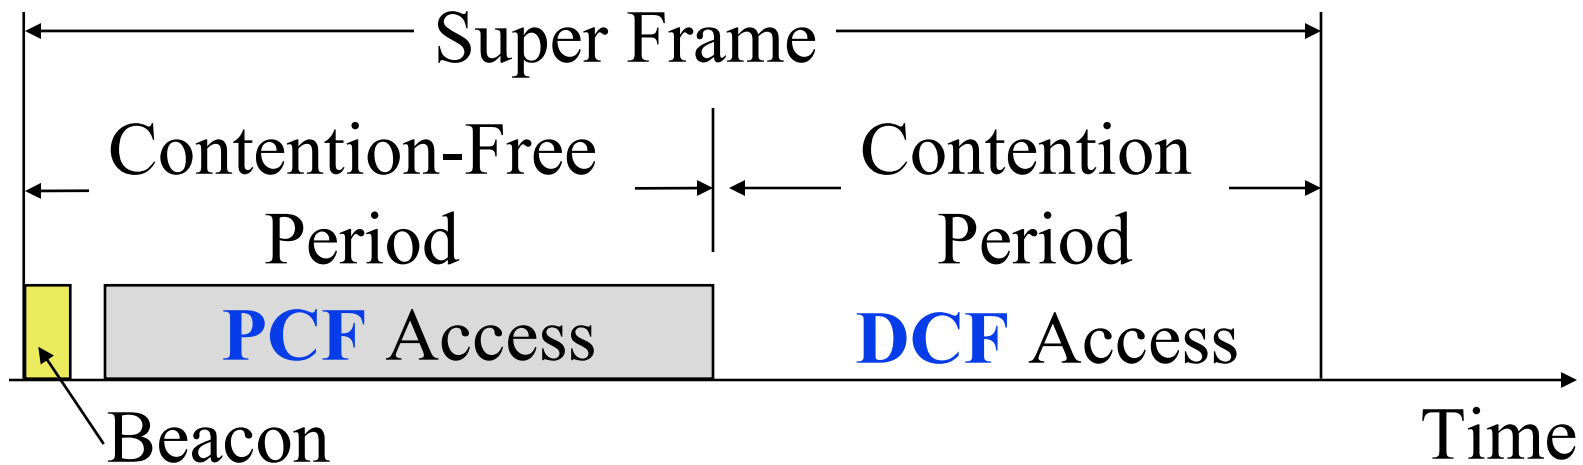 Super Frame
Contention-Free
Period
Contention
Period
PCF Access
DCF Access
Beacon
Time